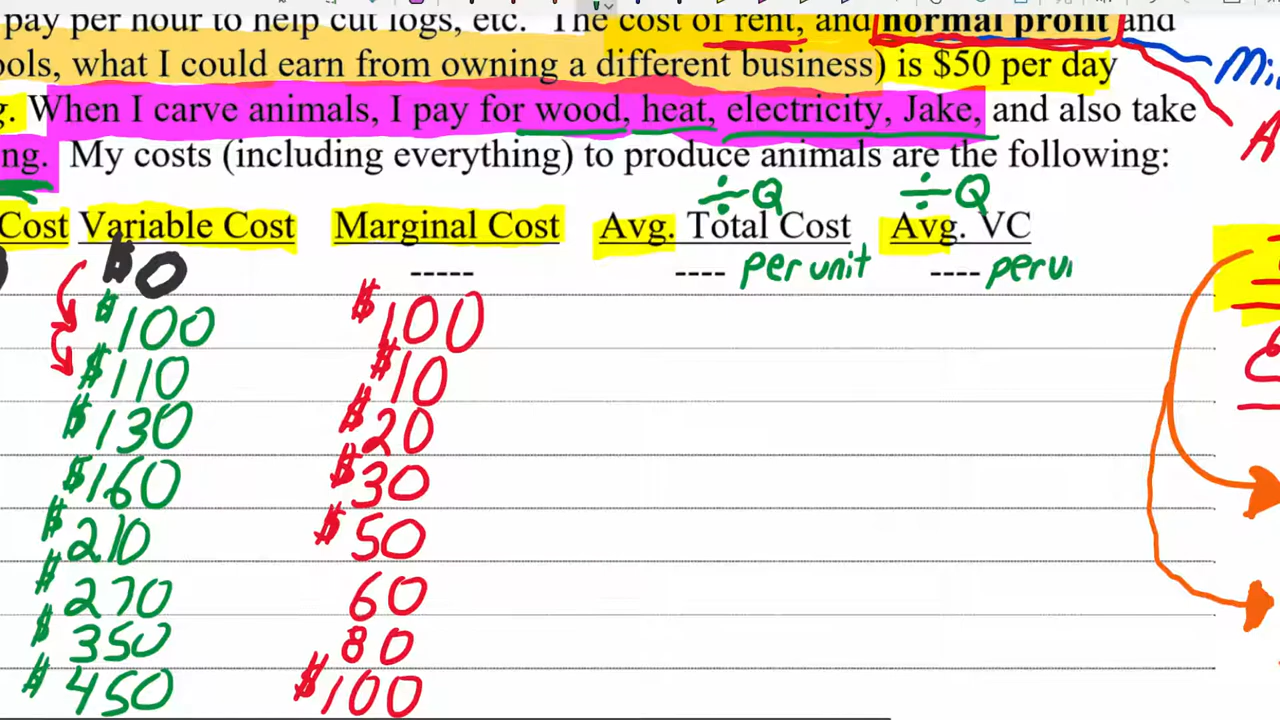 pay per hour to help cut logs, etc. The cost of rent, and normal profit and
ools, what I could earn from owning a different business) is $50 per day
g. When I carve animals, I pay for wood, heat, electricity, Jake, and also take
ng. My costs (including everything) to produce animals are the following:
÷Q ÷Q
Cost Variable Cost Marginal Cost Avg. Total Cost Avg. VC
$0 ----- ---- per unit ---- per u
$100 $100
$110 $10
$130 $20
$160 $30
$210 $50
$270 60
$350 80
$450 $100